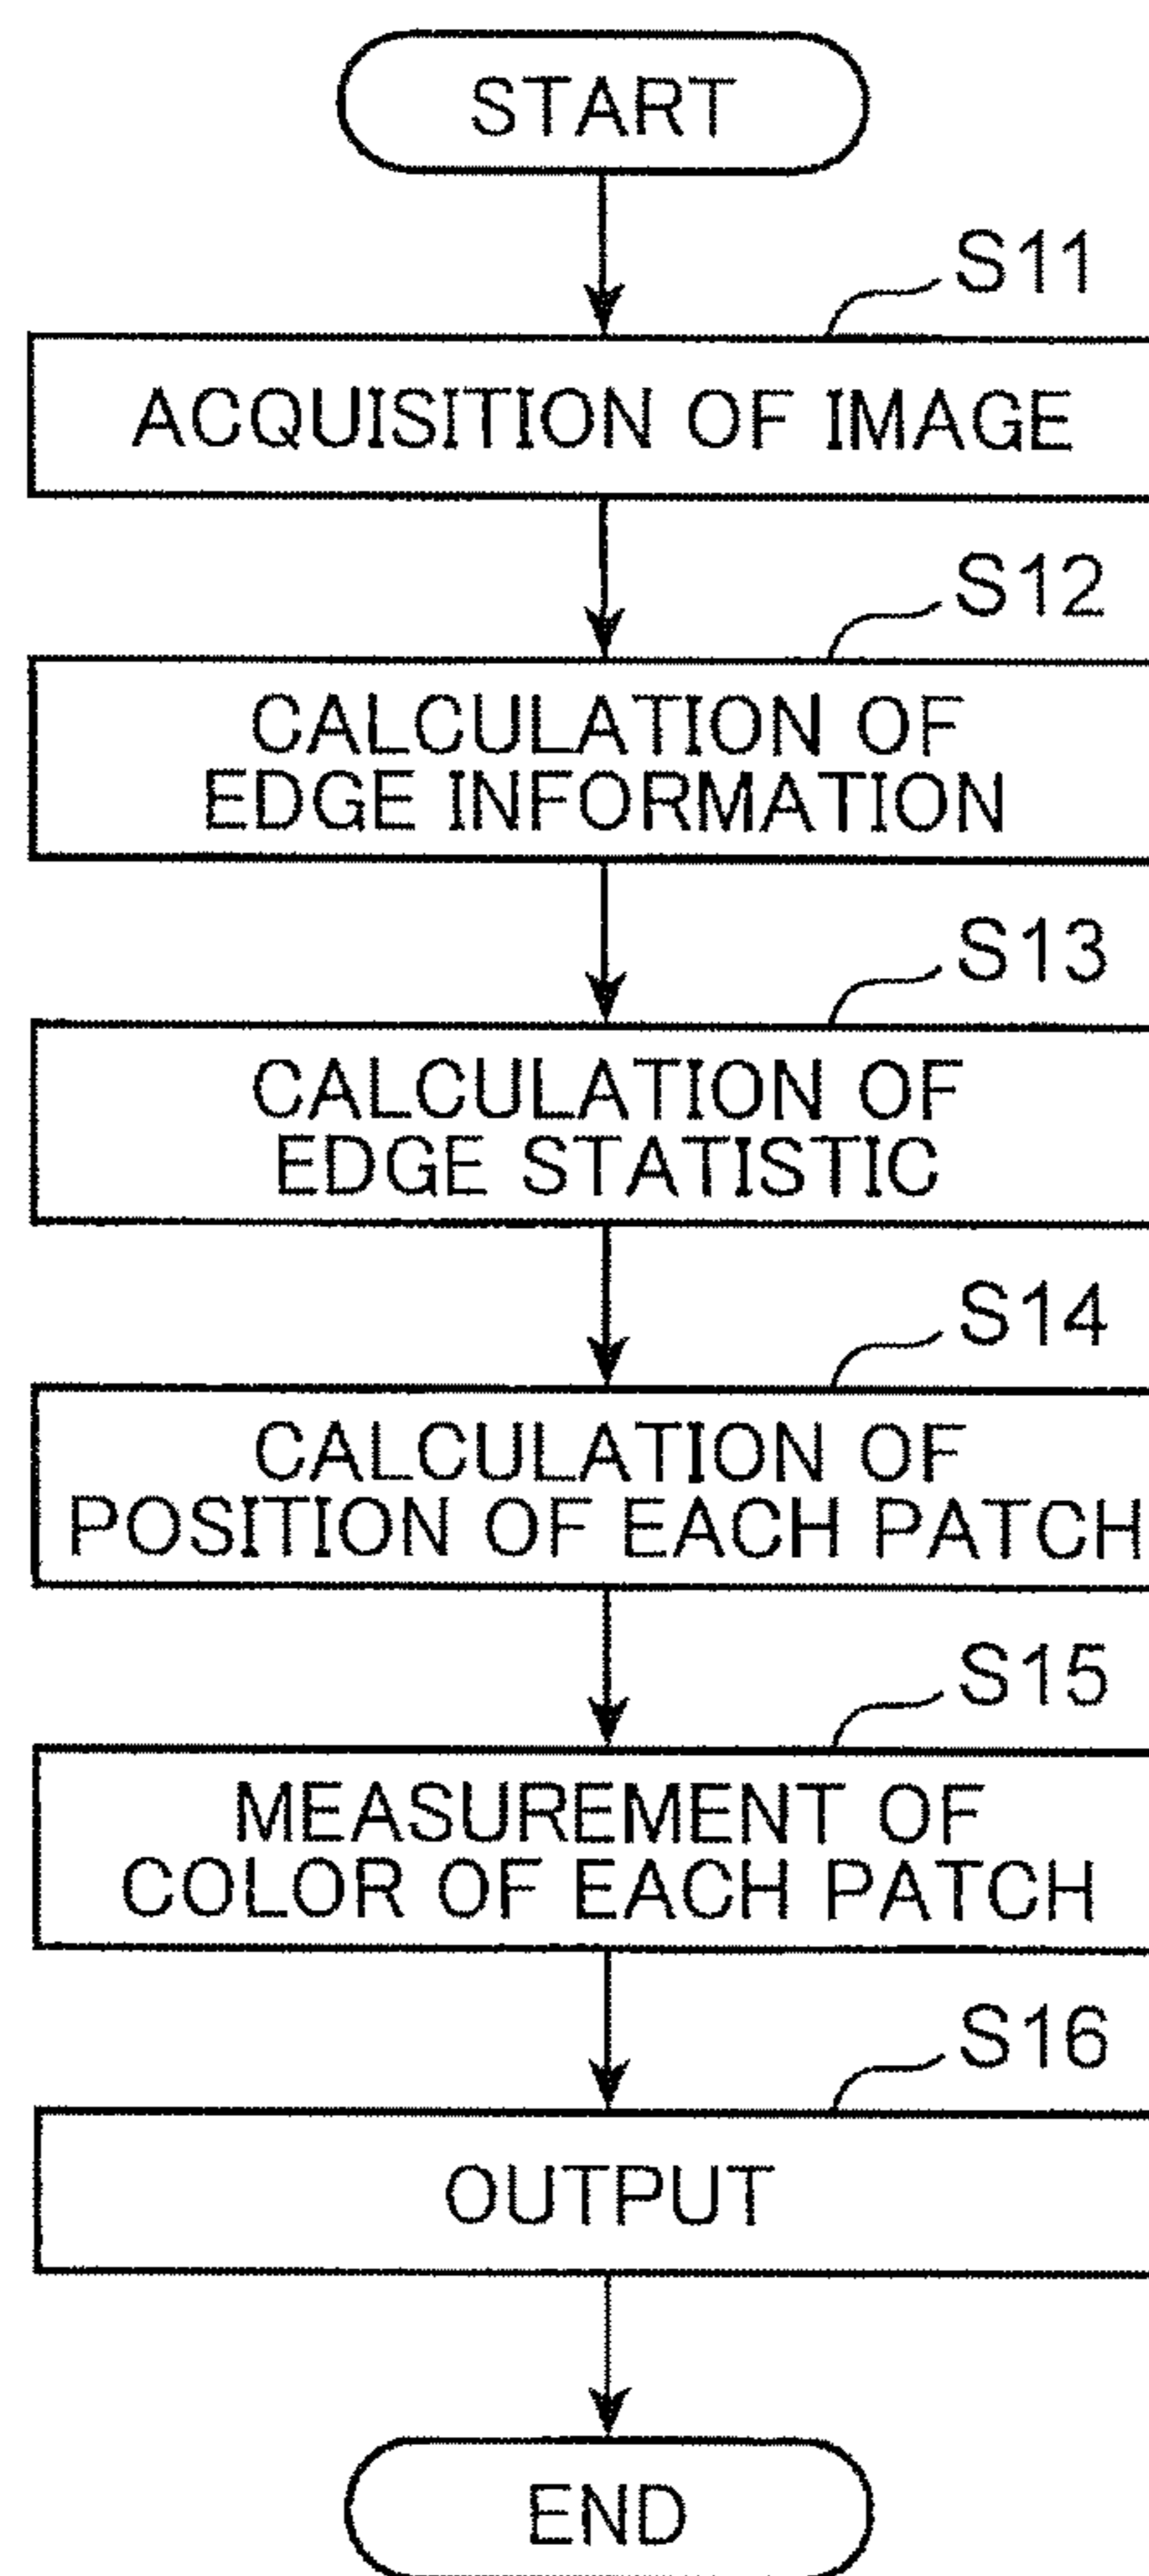 START
S11
ACQUISITION OF IMAGE
S12
CALCULATION OF
EDGE INFORMATION
S13
CALCULATION OF
EDGE STATISTIC
S14
CALCULATION OF
POSITION OF EACH PATCH
S15
MEASUREMENT OF
COLOR OF EACH PATCH
S16
OUTPUT
END